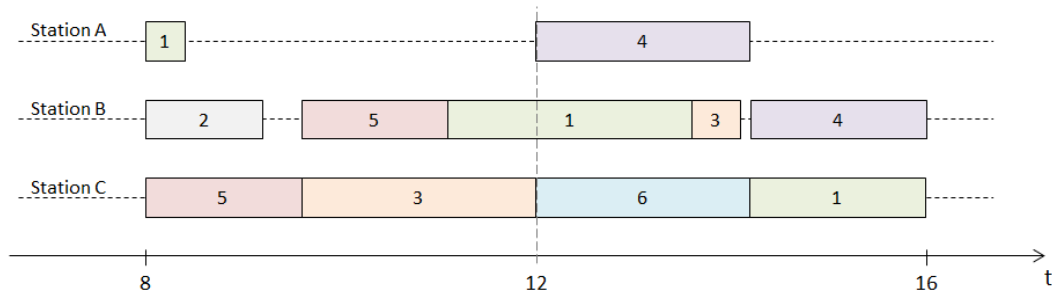 Station A 1 4
Station B 2 5 1 3 4
Station C 5 3 6 1
8 12 16 t